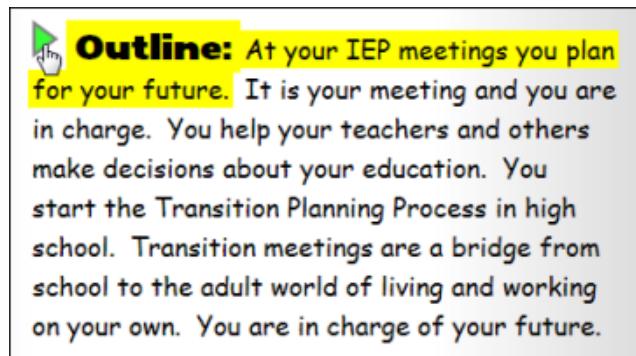 Outline: At your IEP meetings you plan
for your future. It is your meeting and you are
in charge. You help your teachers and others
make decisions about your education. You
start the Transition Planning Process in high
school. Transition meetings are a bridge from
school to the adult world of living and working
on your own. You are in charge of your future.